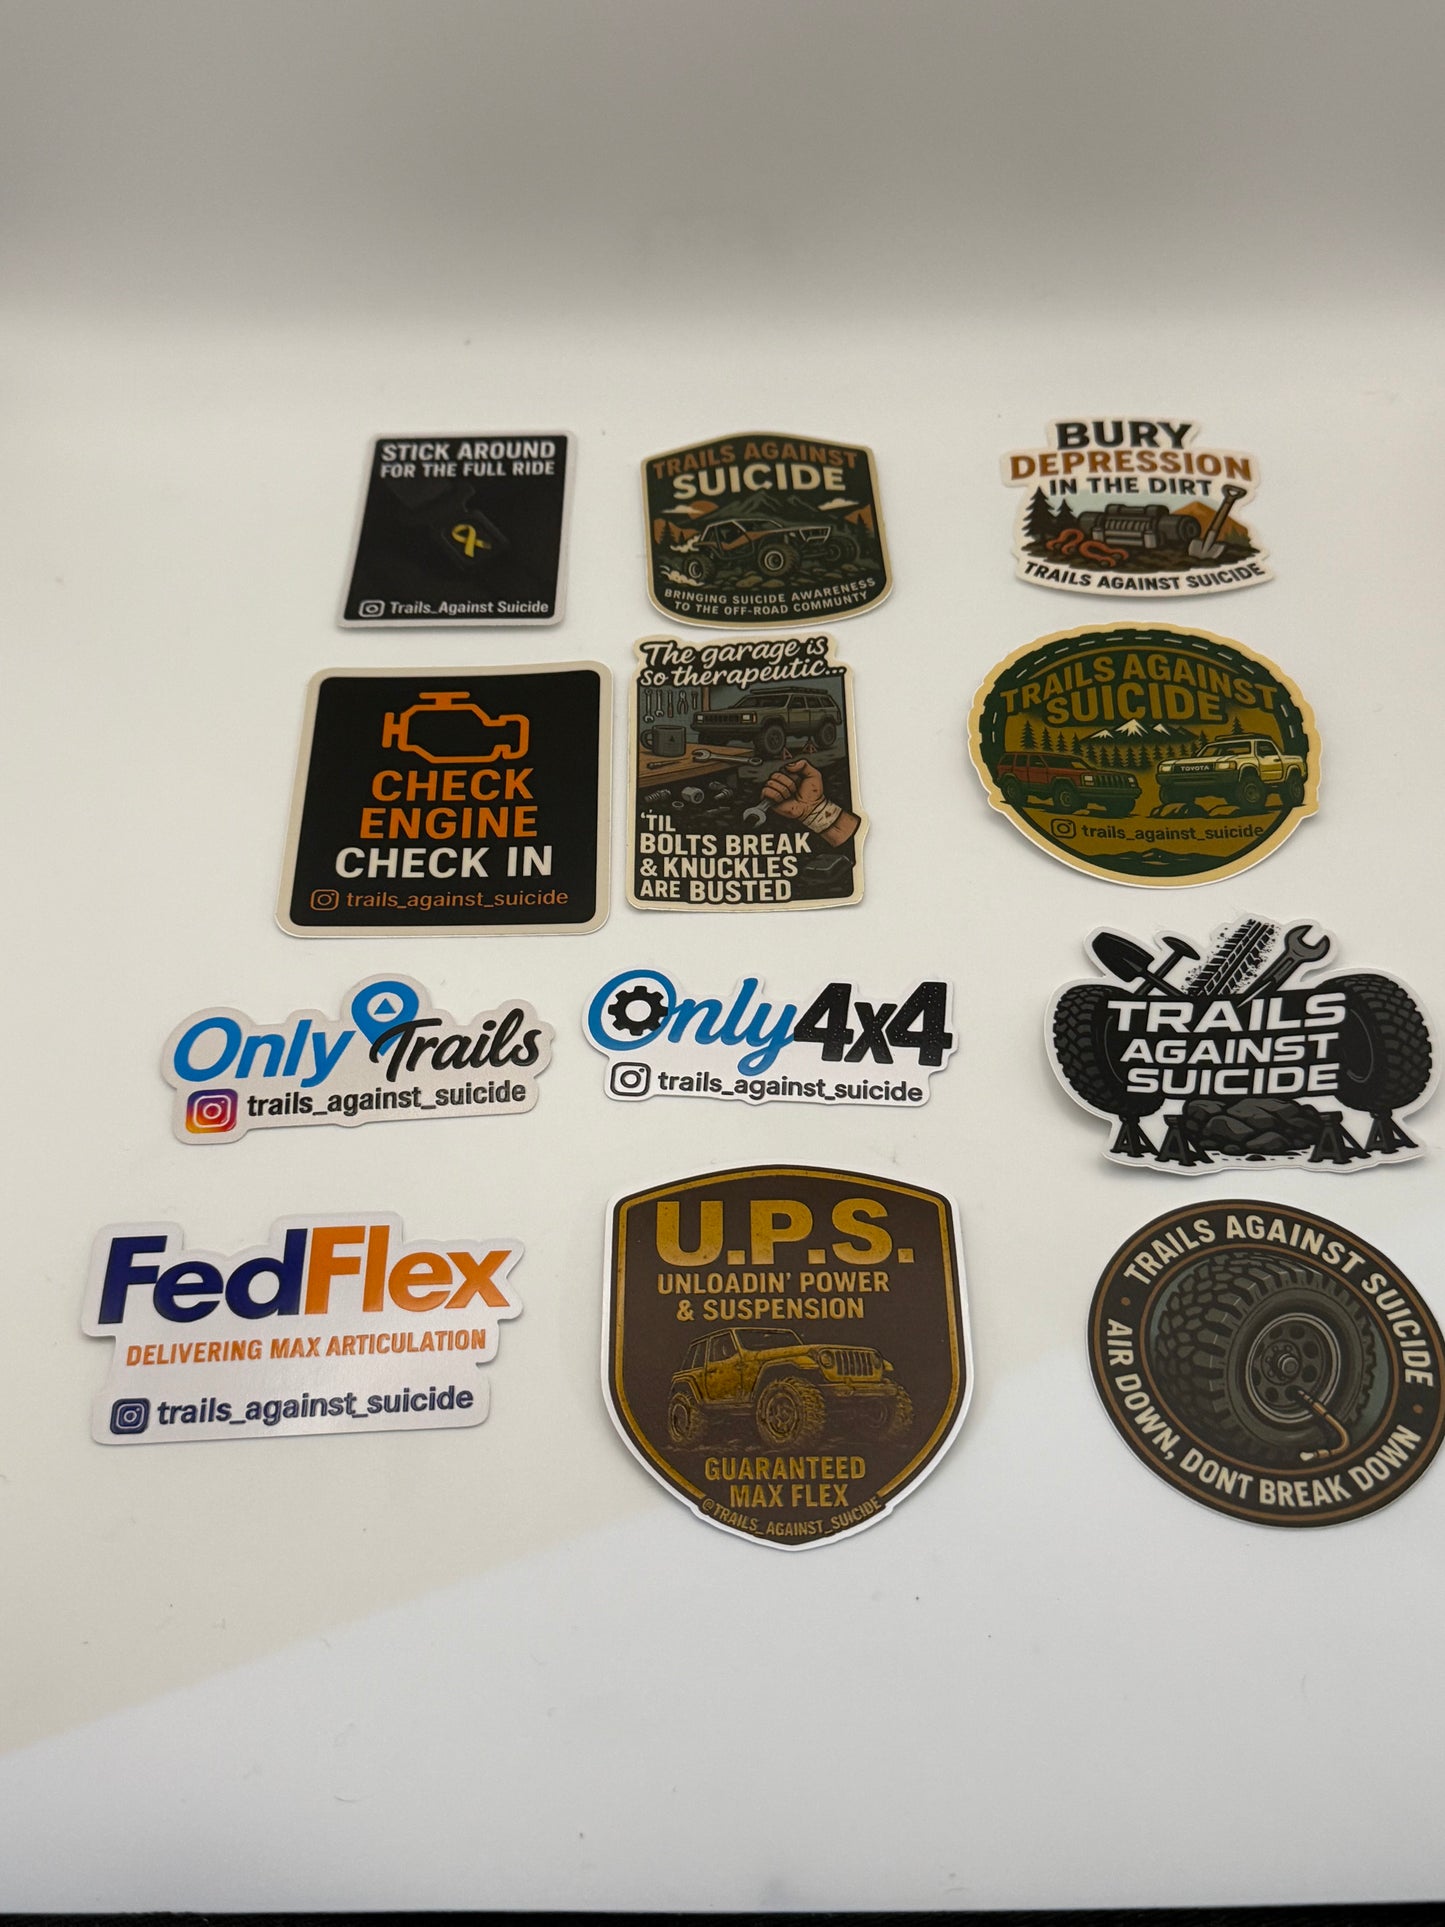 STICK AROUND
FOR THE FULL RIDE
Trails_Against Suicide
TRAILS AGAINST
SUICIDE
BRINGING SUICIDE AWARENESS
TO THE OFF-ROAD COMMUNTY
BURY
DEPRESSION
IN THE DIRT
TRAILS AGAINST SUICIDE
CHECK
ENGINE
CHECK IN
trails_against_suicide
The garage is
so therapeutic...
'TIL
BOLTS BREAK
& KNUCKLES
ARE BUSTED
TRAILS AGAINST
SUICIDE
TOYOTA
trails_against_suicide
Only Trails
trails_against_suicide
Only4x4
trails_against_suicide
TRAILS
AGAINST
SUICIDE
FedFlex
DELIVERING MAX ARTICULATION
trails_against_suicide
U.P.S.
UNLOADIN' POWER
& SUSPENSION
GUARANTEED
MAX FLEX
@TRAILS_AGAINST_SUICIDE
TRAILS AGAINST SUICIDE
AIR DOWN, DONT BREAK DOWN